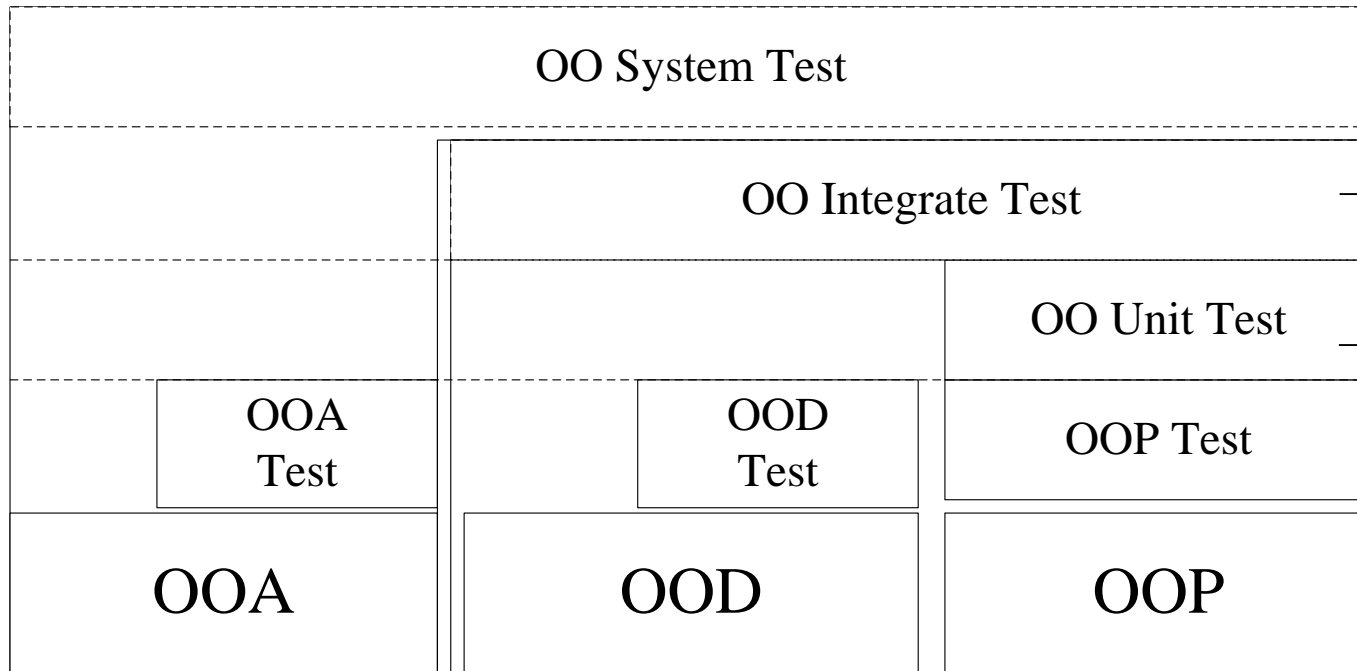 OO System Test
OO Integrate Test
OO Unit Test
OOA
Test
OOD
Test
OOP Test
OOA
OOD
OOP